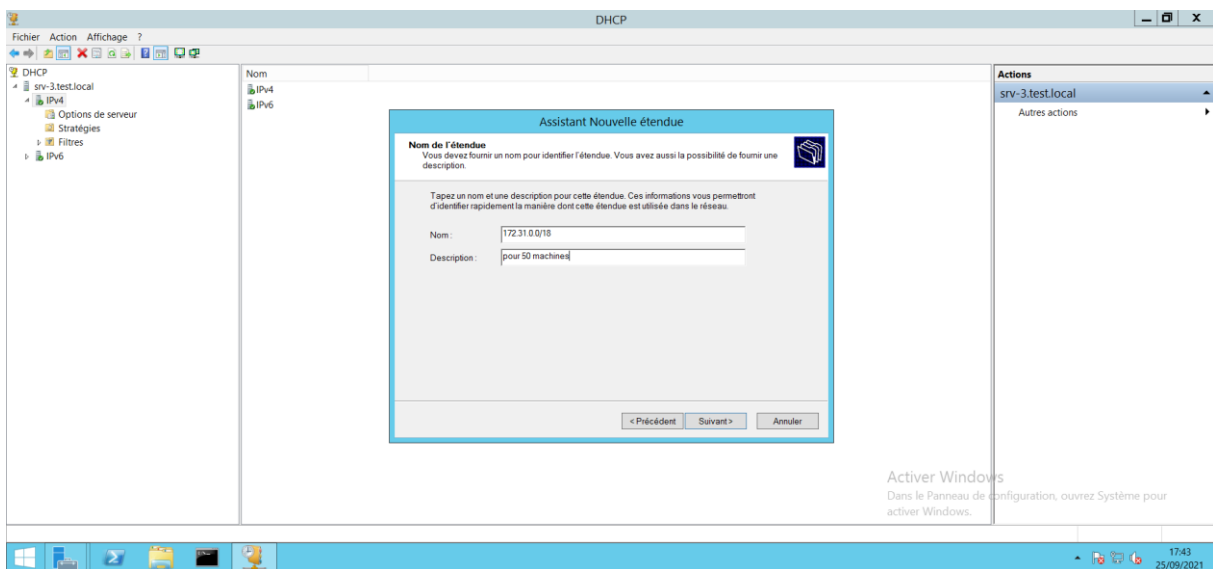 DHCP
Fichier Action Affichage ?
DHCP
srv-3.test.local
IPv4
Options de serveur
Stratégies
Filtres
IPv6
Nom
IPv4
IPv6
Actions
srv-3.test.local
Autres actions
Assistant Nouvelle étendue
Nom de l'étendue
Vous devez fournir un nom pour identifier l'étendue. Vous avez aussi la possibilité de fournir une
description.
Tapez un nom et une description pour cette étendue. Ces informations vous permettront
d'identifier rapidement la manière dont cette étendue est utilisée dans le réseau.
Nom :
172.31.0.0/18
Description :
pour 50 machines
< Précédent Suivant > Annuler
Activer Windows
Dans le Panneau de configuration, ouvrez Système pour
activer Windows.
17:43
25/09/2021